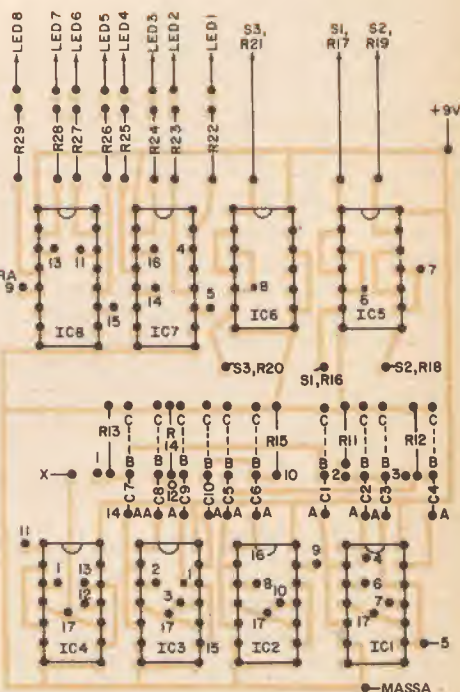 LED8 LED7 LED6 LED5 LED4 LED3 LED2 LED1 S3, R21 S1, R17 S2, R19
+9V
R29 R28 R27 R26 R25 R24 R23 R22
13 11 16 4 8 7
RA 9 14 5 6
15
IC8 IC7 IC6 IC5
S3,R20 S1,R16 S2,R18
C C C C C C C C C C
R13 R14 R15 R11 R12
B B B B B B B B B B
X 1 10 2 3
C7 C8 120 C9 C10 C5 C6 C1 C2 C3 C4
14 A A A A A A A A A
11 16 9 4
1 13 2 1 8 6
12 3 10 7
17 17 17 17
IC4 IC3 15 IC2 IC1 5
MASSA